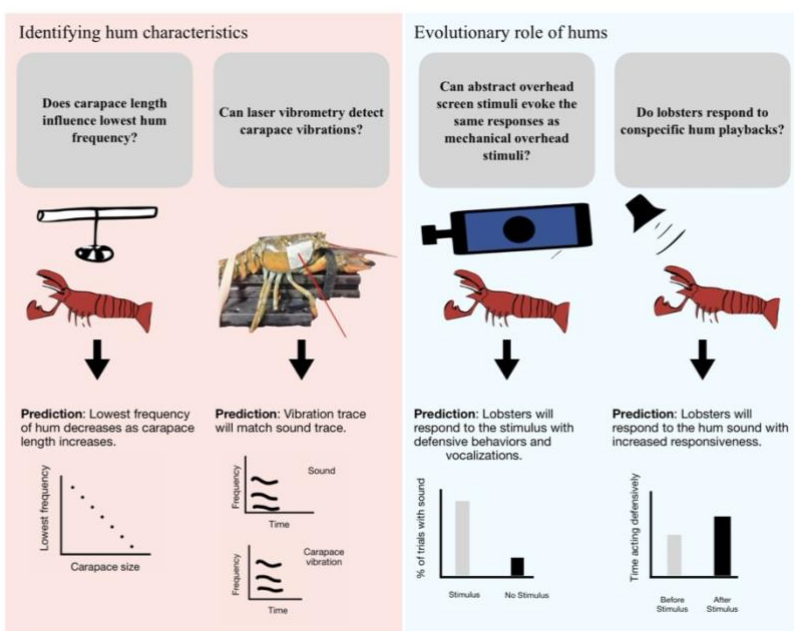 Identifying hum characteristics
Does carapace length
influence lowest hum
frequency?
Can laser vibrometry detect
carapace vibrations?
Prediction: Lowest frequency
of hum decreases as carapace
length increases.
Lowest frequency
Carapace size
Prediction: Vibration trace
will match sound trace.
Sound
Frequency
Time
Carapace
vibration
Frequency
Time
Evolutionary role of hums
Can abstract overhead
screen stimuli evoke the
same responses as
mechanical overhead
stimuli?
Do lobsters respond to
conspecific hum playbacks?
Prediction: Lobsters will
respond to the stimulus with
defensive behaviors and
vocalizations.
% of trials with sound
Stimulus
No Stimulus
Prediction: Lobsters will
respond to the hum sound with
increased responsiveness.
Time acting defensively
Before
Stimulus
After
Stimulus